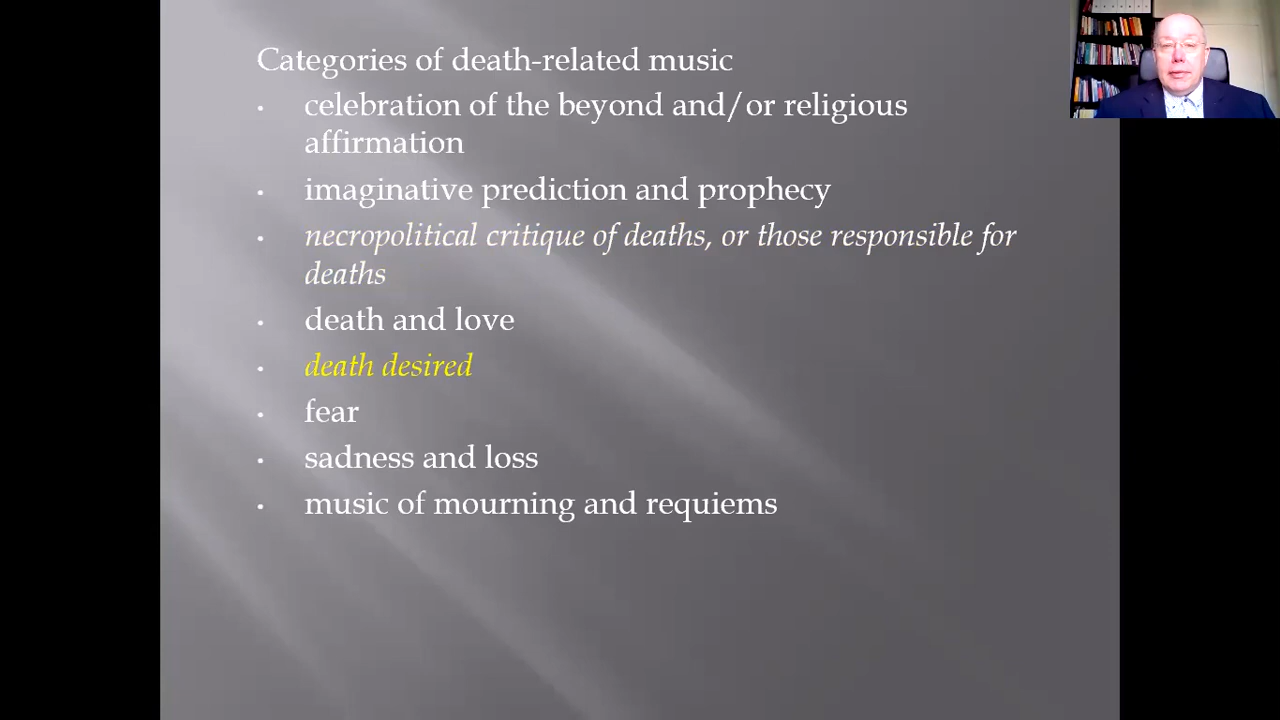 Categories of death-related music
• celebration of the beyond and/or religious
affirmation
• imaginative prediction and prophecy
• necropolitical critique of deaths, or those responsible for
deaths
• death and love
• death desired
• fear
• sadness and loss
• music of mourning and requiems